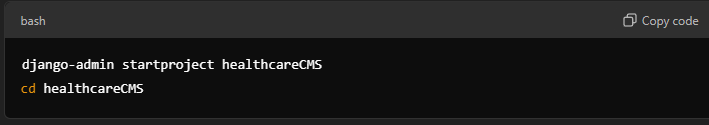 bash
Copy code
django-admin startproject healthcareCMS
cd healthcareCMS